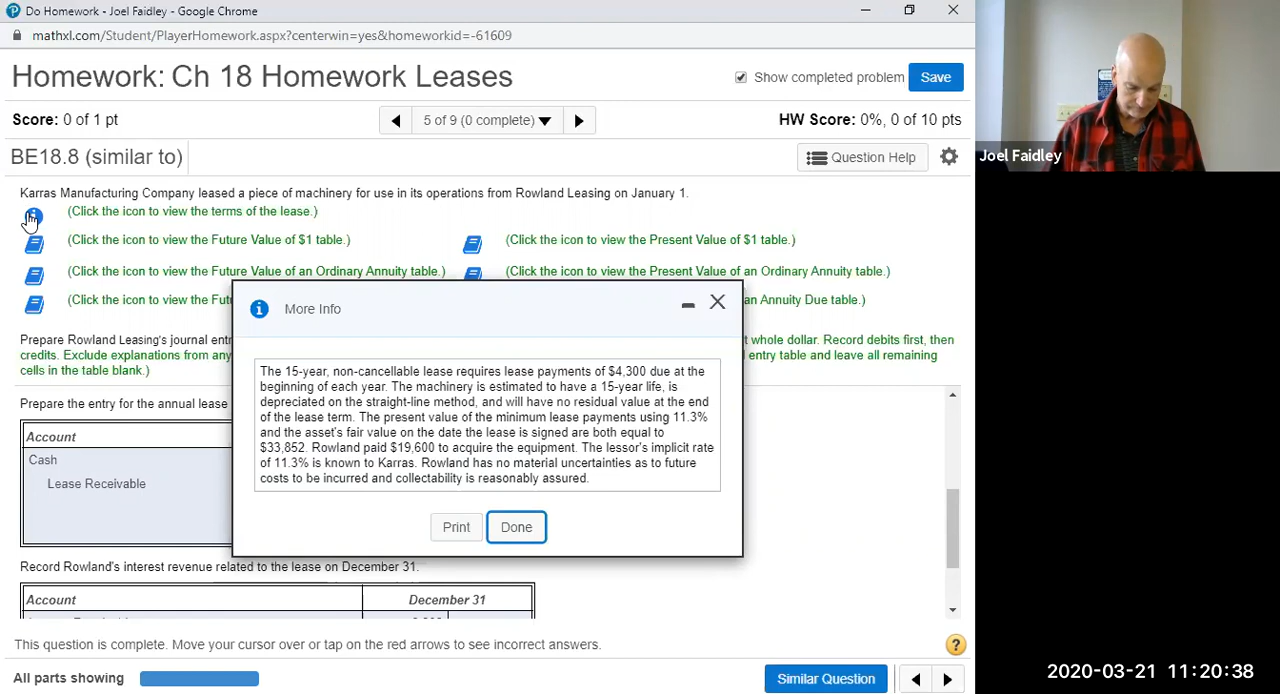 Do Homework - Joel Faidley - Google Chrome
mathxl.com/Student/PlayerHomework.aspx?centerwin=yes&homeworkid=-61609
Homework: Ch 18 Homework Leases
Show completed problem
Save
Score: 0 of 1 pt
5 of 9 (0 complete)
HW Score: 0%, 0 of 10 pts
BE18.8 (similar to)
Question Help
Joel Faidley
Karras Manufacturing Company leased a piece of machinery for use in its operations from Rowland Leasing on January 1.
(Click the icon to view the terms of the lease.)
(Click the icon to view the Future Value of $1 table.)
(Click the icon to view the Present Value of $1 table.)
(Click the icon to view the Future Value of an Ordinary Annuity table.)
(Click the icon to view the Present Value of an Ordinary Annuity table.)
(Click the icon to view the Fu
an Annuity Due table.)
More Info
Prepare Rowland Leasing's journal entr
t whole dollar. Record debits first, then
credits. Exclude explanations from any
entry table and leave all remaining
cells in the table blank.)
The 15-year, non-cancellable lease requires lease payments of $4,300 due at the
beginning of each year. The machinery is estimated to have a 15-year life, is
depreciated on the straight-line method, and will have no residual value at the end
of the lease term. The present value of the minimum lease payments using 11.3%
and the asset's fair value on the date the lease is signed are both equal to
$33,852. Rowland paid $19,600 to acquire the equipment. The lessor's implicit rate
of 11.3% is known to Karras. Rowland has no material uncertainties as to future
costs to be incurred and collectability is reasonably assured.
Print
Done
Prepare the entry for the annual lease
Account
Cash
Lease Receivable
Record Rowland's interest revenue related to the lease on December 31.
Account
December 31
This question is complete. Move your cursor over or tap on the red arrows to see incorrect answers.
All parts showing
Similar Question
2020-03-21 11:20:38